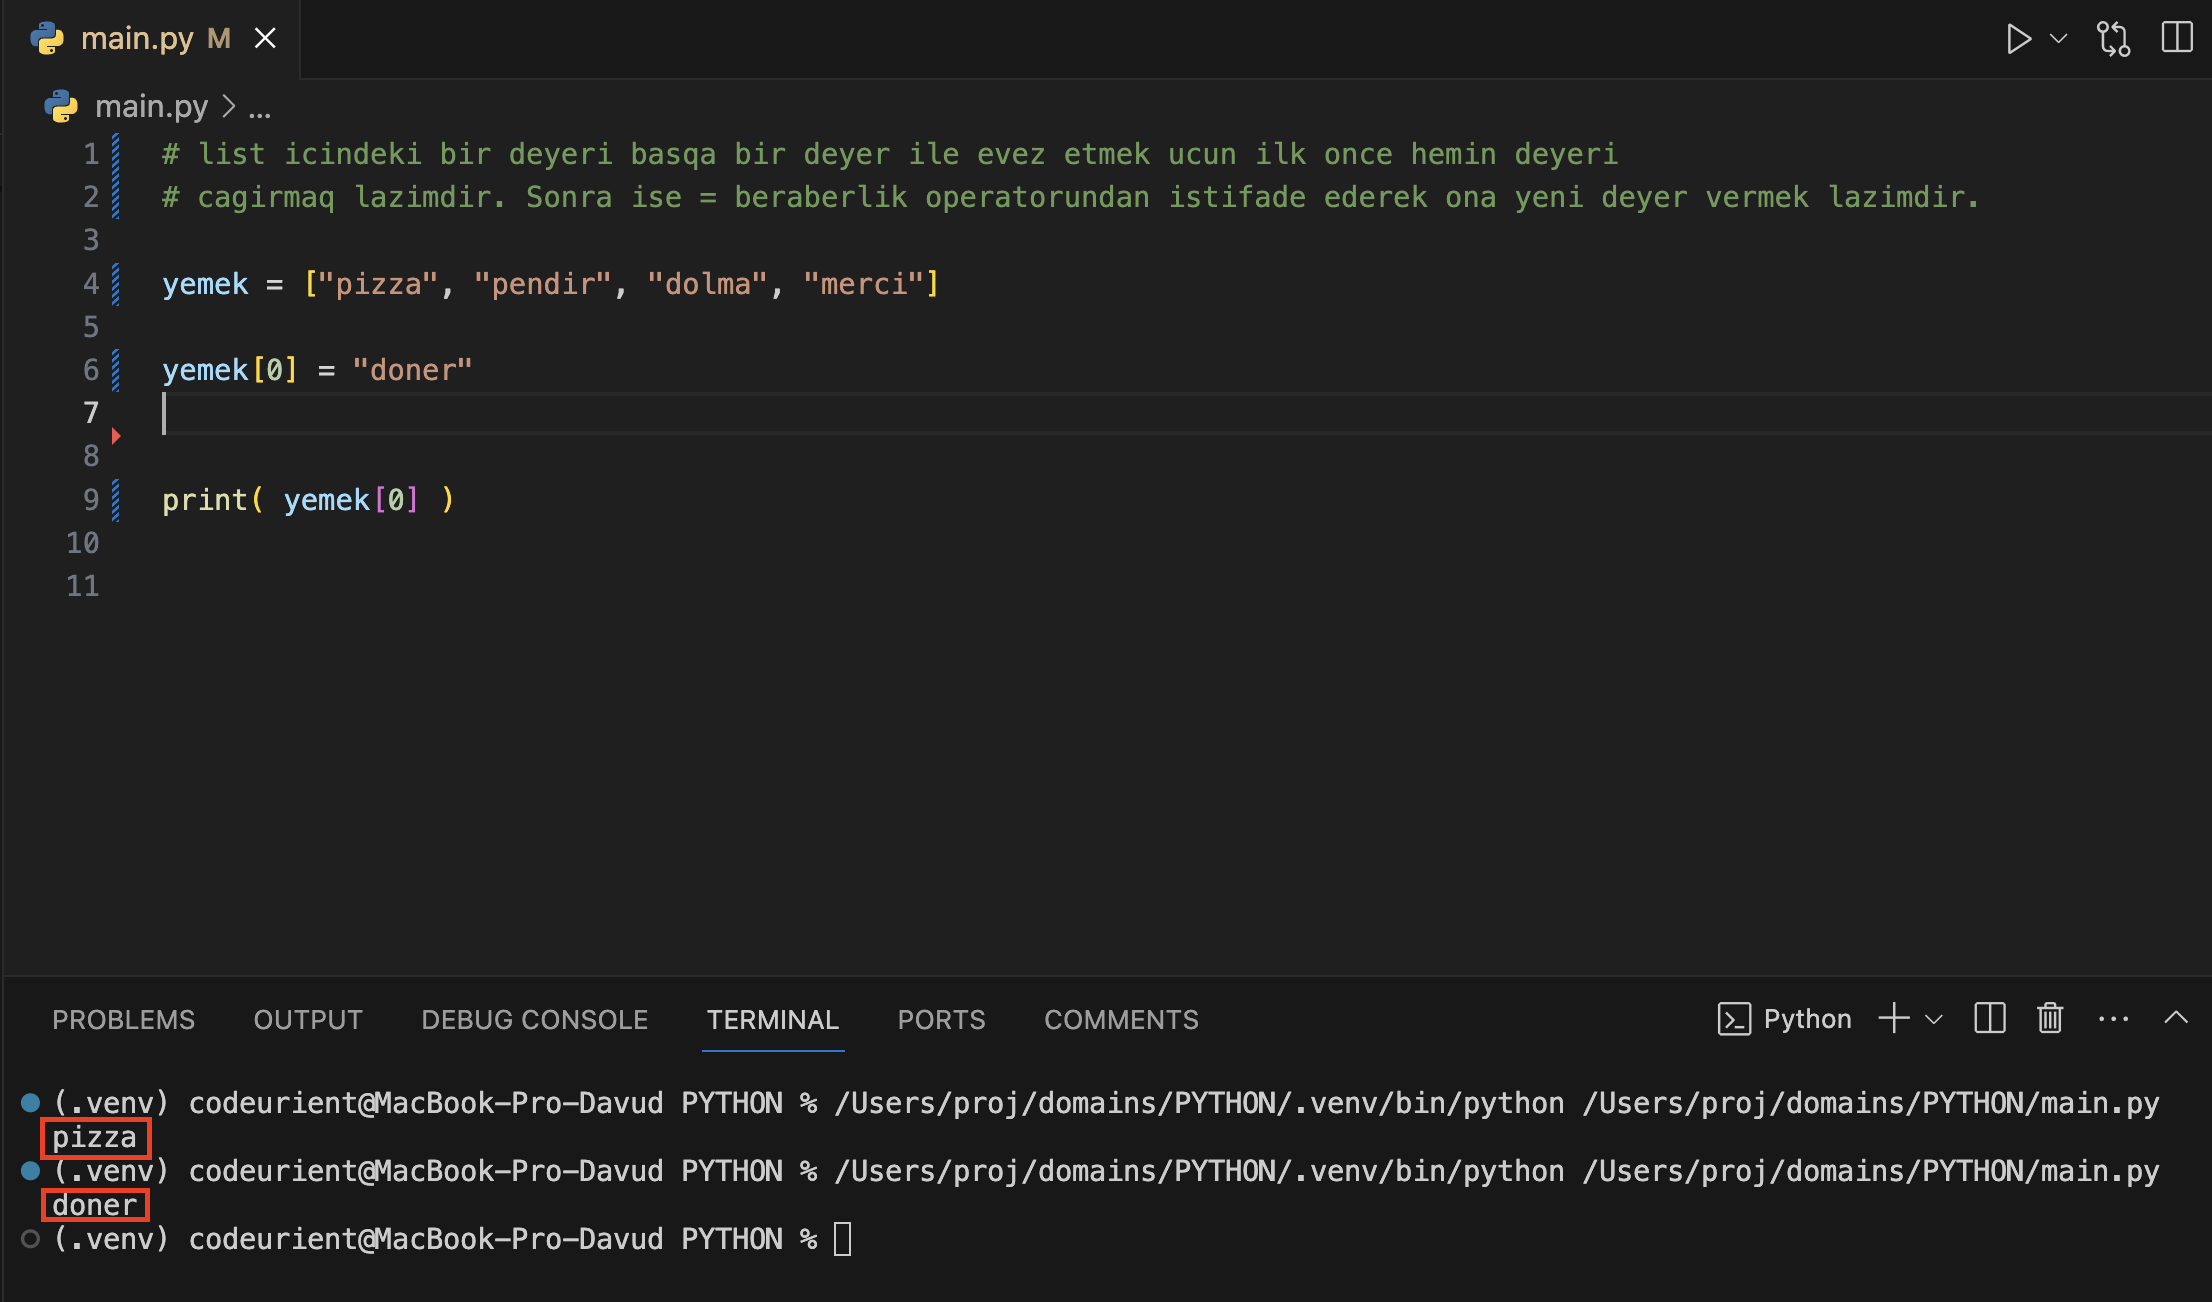 main.py M
main.py > ...
1 # list icindeki bir deyeri basqa bir deyer ile evez etmek ucun ilk once hemin deyeri
2 # cagirmaq lazimdir. Sonra ise = beraberlik operatorundan istifade ederek ona yeni deyer vermek lazimdir.
3
4 yemek = ["pizza", "pendir", "dolma", "merci"]
5
6 yemek[0] = "doner"
7
8
9 print( yemek[0] )
10
11
PROBLEMS OUTPUT DEBUG CONSOLE TERMINAL PORTS COMMENTS Python
(.venv) codeurient@MacBook-Pro-Davud PYTHON % /Users/proj/domains/PYTHON/.venv/bin/python /Users/proj/domains/PYTHON/main.py
pizza
(.venv) codeurient@MacBook-Pro-Davud PYTHON % /Users/proj/domains/PYTHON/.venv/bin/python /Users/proj/domains/PYTHON/main.py
doner
(.venv) codeurient@MacBook-Pro-Davud PYTHON %